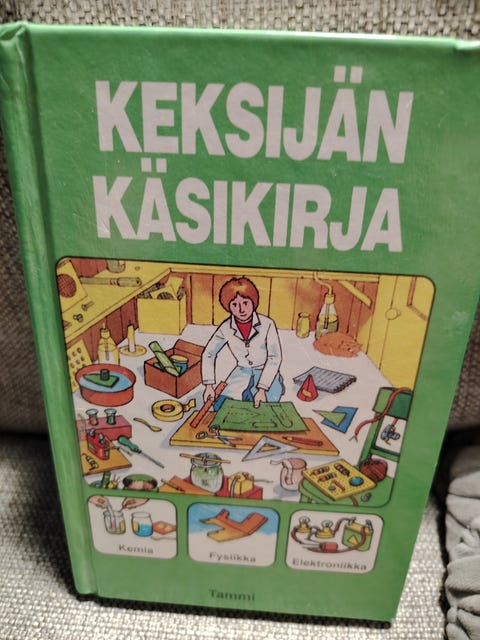 KEKSIJÄN
KÄSIKIRJA
Kemia
Fysiikka
Elektroniikka
Tammi